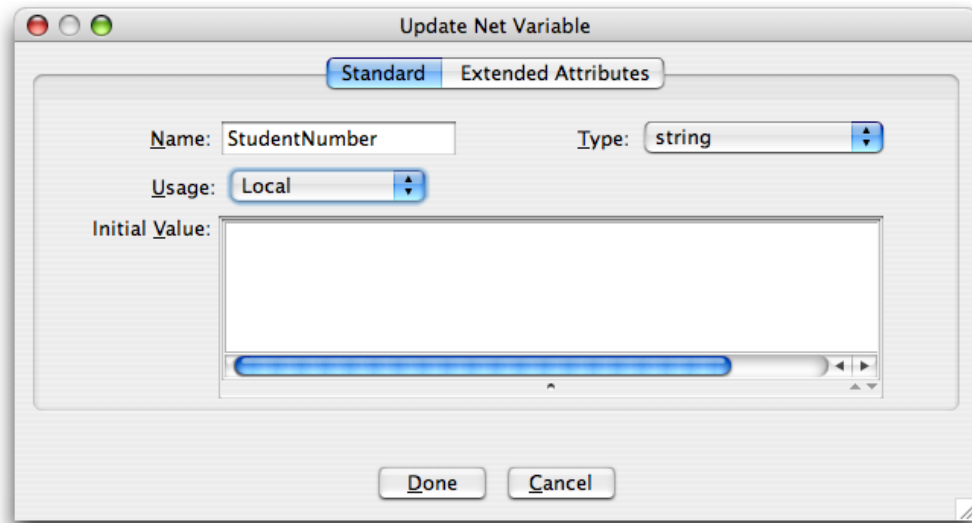 Update Net Variable
Standard Extended Attributes
Name: StudentNumber Type: string
Usage: Local
Initial Value:
Done Cancel